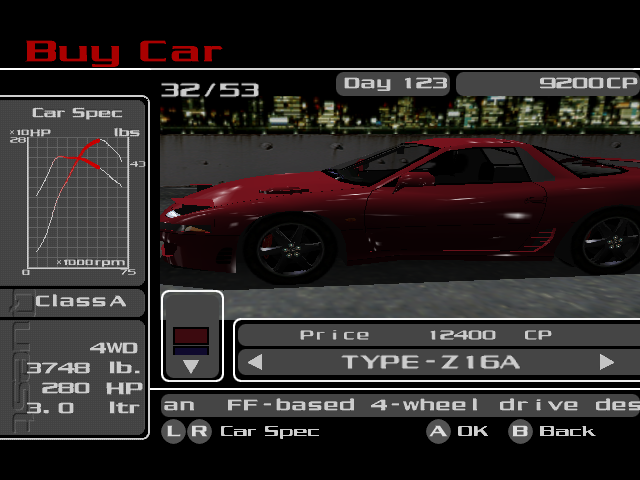 Buy Car
32/53
Day 123
9200CP
Car Spec
×10HP
lbs
28
43
×1000rpm
0
75
ClassA
4WD
3748 lb.
280 HP
3.0 ltr
Price 12400 CP
TYPE-Z16A
an FF-based 4-wheel drive des
L R Car Spec A OK B Back